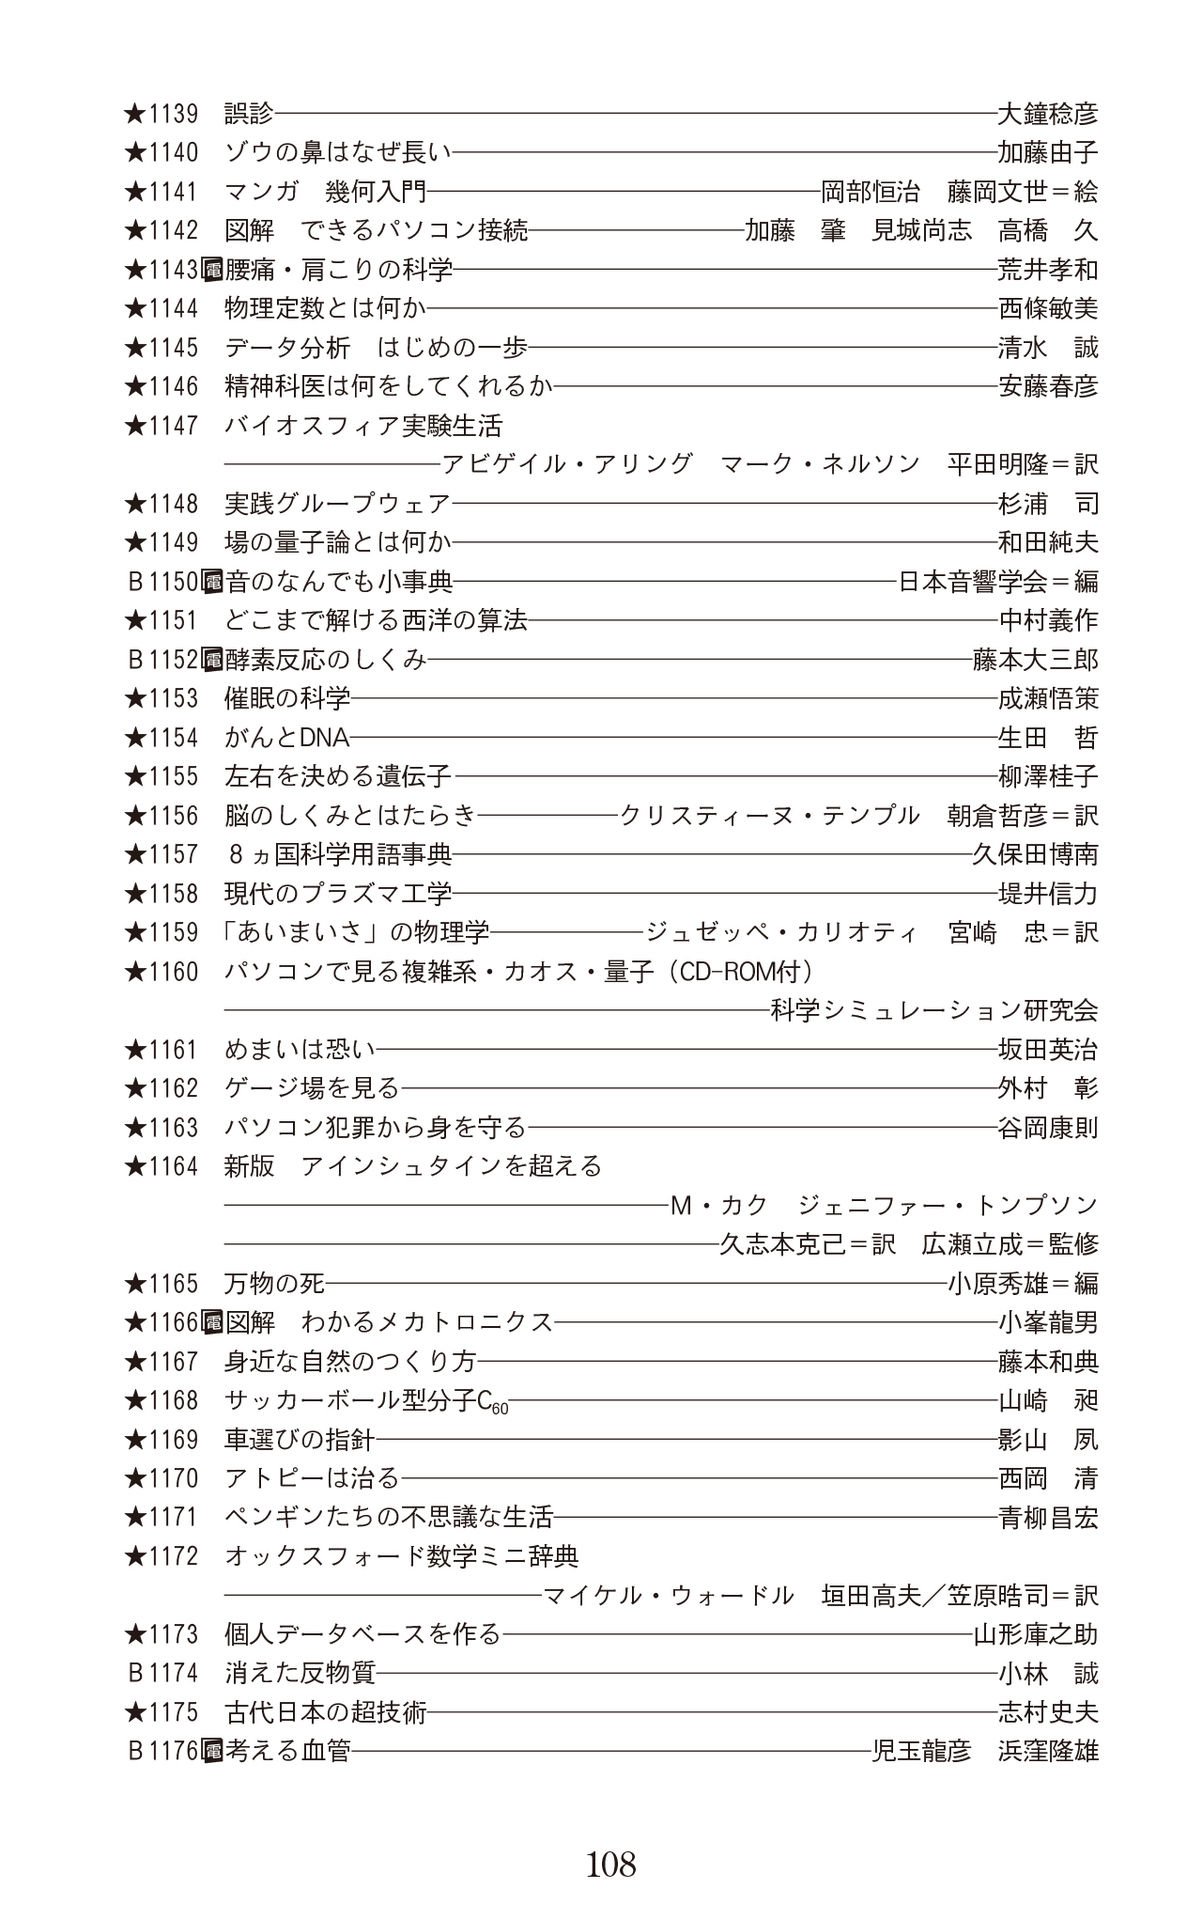 ★1139　誤診――大鐘稔彦
★1140　ゾウの鼻はなぜ長い――加藤由子
★1141　マンガ　幾何入門――岡部恒治　藤岡文世＝絵
★1142　図解　できるパソコン接続――加藤　肇　見城尚志　高橋　久
★1143電腰痛・肩こりの科学――荒井孝和
★1144　物理定数とは何か――西條敏美
★1145　データ分析　はじめの一歩――清水　誠
★1146　精神科医は何をしてくれるか――安藤春彦
★1147　バイオスフィア実験生活
――アビゲイル・アリング　マーク・ネルソン　平田明隆＝訳
★1148　実践グループウェア――杉浦　司
★1149　場の量子論とは何か――和田純夫
B1150電音のなんでも小事典――日本音響学会＝編
★1151　どこまで解ける西洋の算法――中村義作
B1152電酵素反応のしくみ――藤本大三郎
★1153　催眠の科学――成瀬悟策
★1154　がんとDNA――生田　哲
★1155　左右を決める遺伝子――柳澤桂子
★1156　脳のしくみとはたらき――クリスティーヌ・テンプル　朝倉哲彦＝訳
★1157　８ヵ国科学用語事典――久保田博南
★1158　現代のプラズマ工学――堤井信力
★1159　「あいまいさ」の物理学――ジュゼッペ・カリオティ　宮崎　忠＝訳
★1160　パソコンで見る複雑系・カオス・量子（CD-ROM付）
――科学シミュレーション研究会
★1161　めまいは恐い――坂田英治
★1162　ゲージ場を見る――外村　彰
★1163　パソコン犯罪から身を守る――谷岡康則
★1164　新版　アインシュタインを超える
――M・カク　ジェニファー・トンプソン
――久志本克己＝訳　広瀬立成＝監修
★1165　万物の死――小原秀雄＝編
★1166電図解　わかるメカトロニクス――小峯龍男
★1167　身近な自然のつくり方――藤本和典
★1168　サッカーボール型分子C60――山崎　昶
★1169　車選びの指針――影山　夙
★1170　アトピーは治る――西岡　清
★1171　ペンギンたちの不思議な生活――青柳昌宏
★1172　オックスフォード数学ミニ辞典
――マイケル・ウォードル　垣田高夫／笠原晧司＝訳
★1173　個人データベースを作る――山形庫之助
B1174　消えた反物質――小林　誠
★1175　古代日本の超技術――志村史夫
B1176電考える血管――児玉龍彦　浜窪隆雄
108